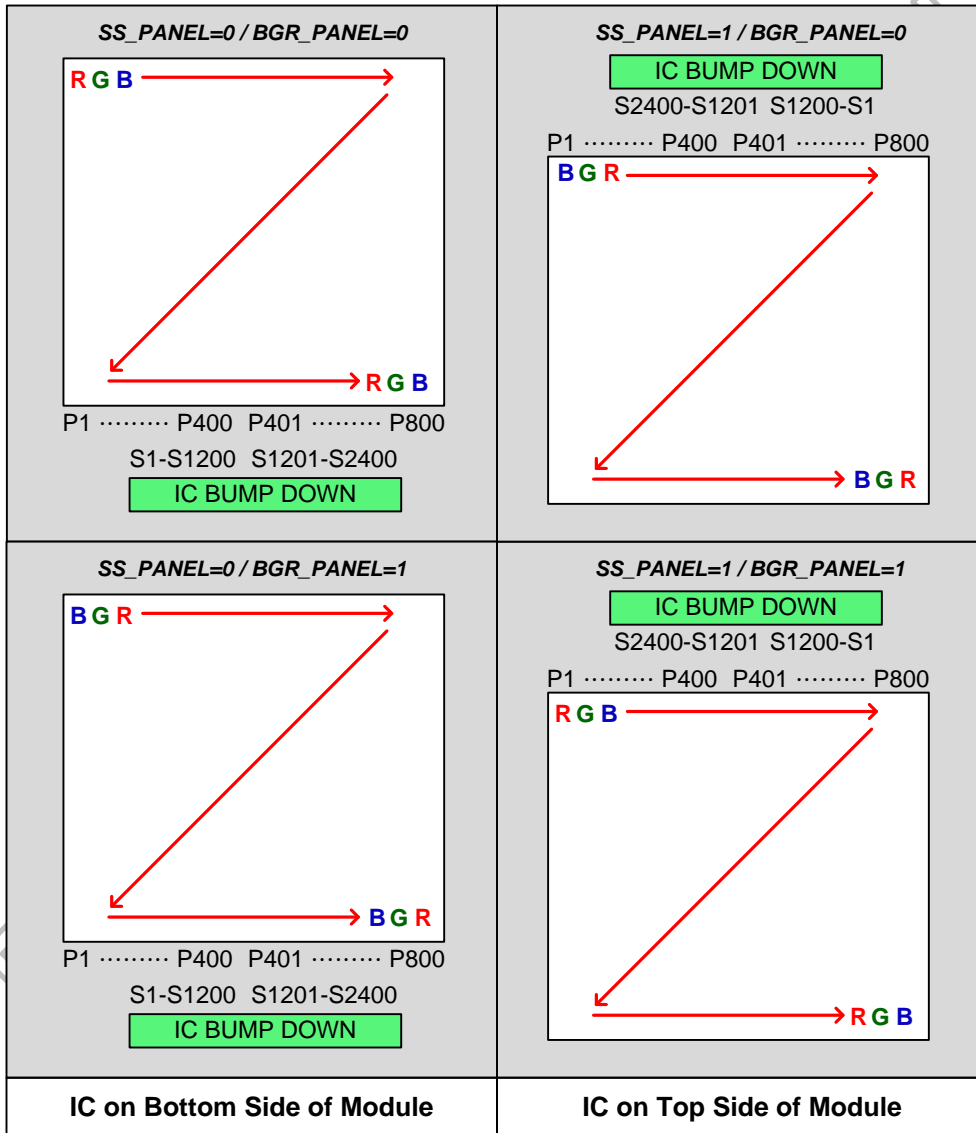 SS_PANEL=0 / BGR_PANEL=0
R G B
R G B
P1 ········· P400 P401 ········· P800
S1-S1200 S1201-S2400
IC BUMP DOWN
SS_PANEL=1 / BGR_PANEL=0
IC BUMP DOWN
S2400-S1201 S1200-S1
P1 ········· P400 P401 ········· P800
B G R
B G R
SS_PANEL=0 / BGR_PANEL=1
B G R
B G R
P1 ········· P400 P401 ········· P800
S1-S1200 S1201-S2400
IC BUMP DOWN
SS_PANEL=1 / BGR_PANEL=1
IC BUMP DOWN
S2400-S1201 S1200-S1
P1 ········· P400 P401 ········· P800
R G B
R G B
IC on Bottom Side of Module
IC on Top Side of Module